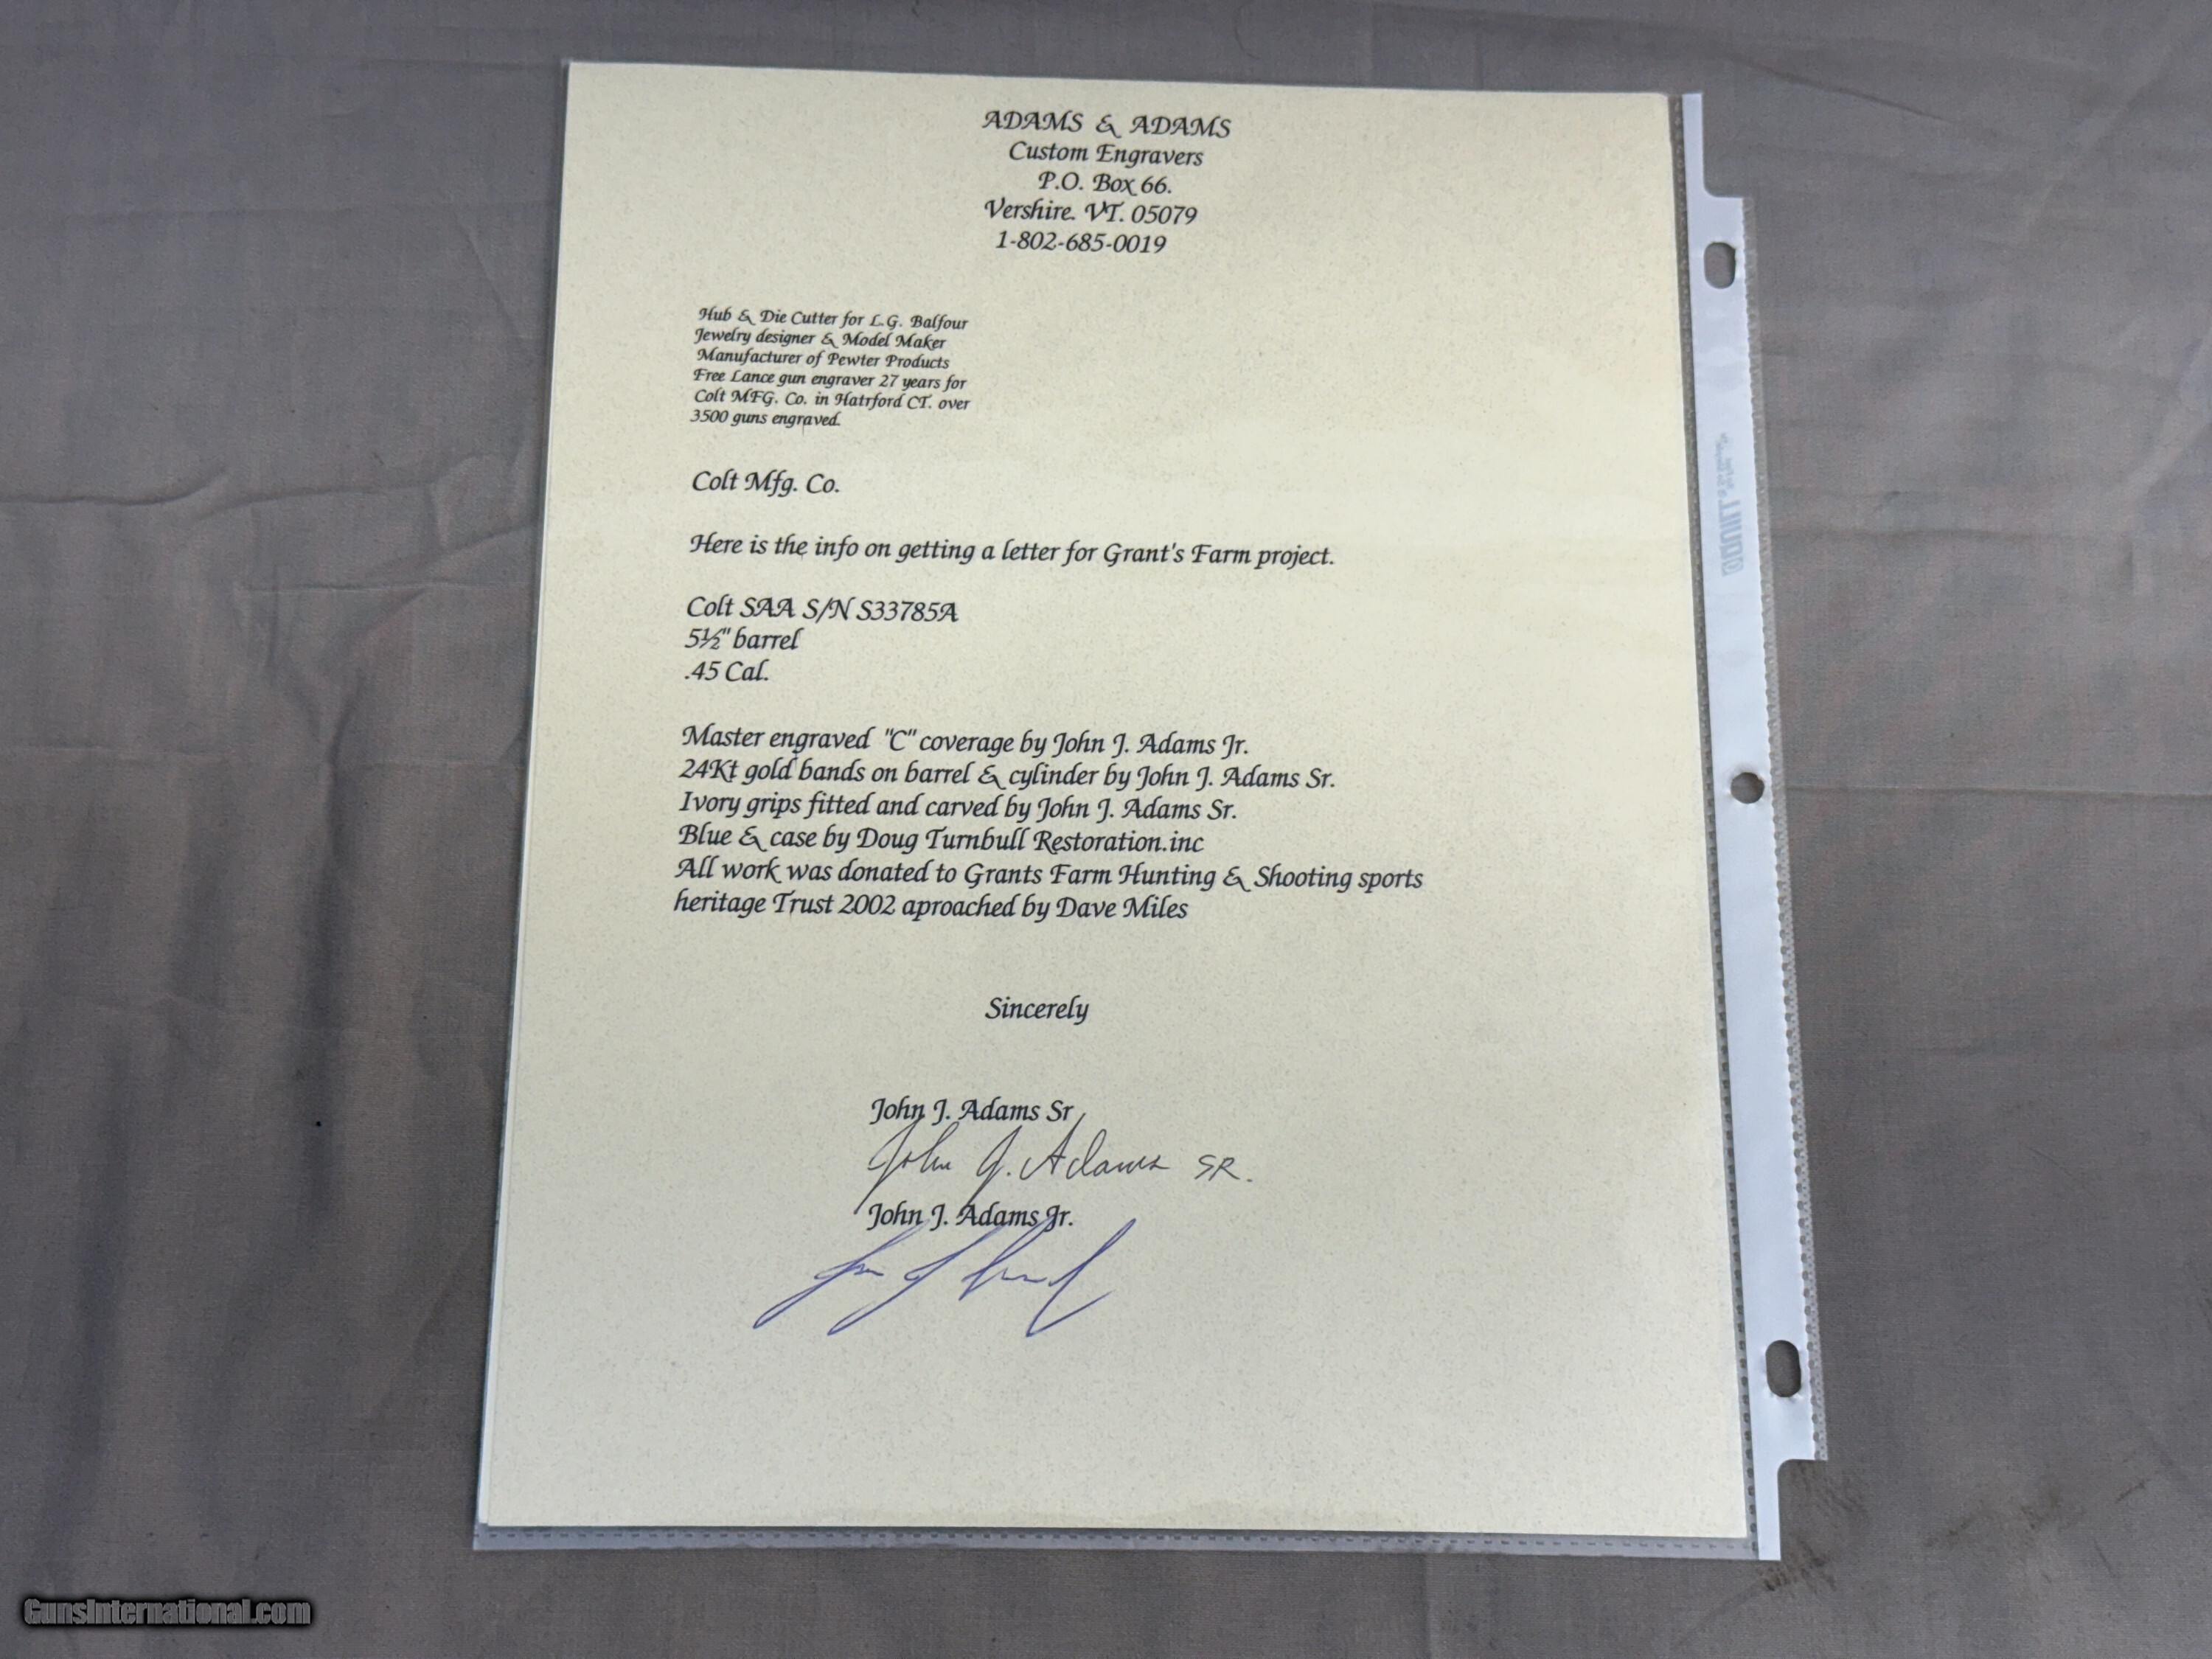 ADAMS & ADAMS
Custom Engravers
P.O. Box 66.
Vershire. VT. 05079
1-802-685-0019
Hub & Die Cutter for L.G. Balfour
Jewelry designer & Model Maker
Manufacturer of Pewter Products
Free Lance gun engraver 27 years for
Colt MFG. Co. in Hatrford CT. over
3500 guns engraved.
Colt Mfg. Co.
Here is the info on getting a letter for Grant's Farm project.
Colt SAA S/N S33785A
5½" barrel
.45 Cal.
Master engraved "C" coverage by John J. Adams Jr.
24Kt gold bands on barrel & cylinder by John J. Adams Sr.
Ivory grips fitted and carved by John J. Adams Sr.
Blue & case by Doug Turnbull Restoration.inc
All work was donated to Grants Farm Hunting & Shooting sports
heritage Trust 2002 aproached by Dave Miles
Sincerely
John J. Adams Sr
John J. Adams SR.
John J. Adams Jr.
GunsInternational.com